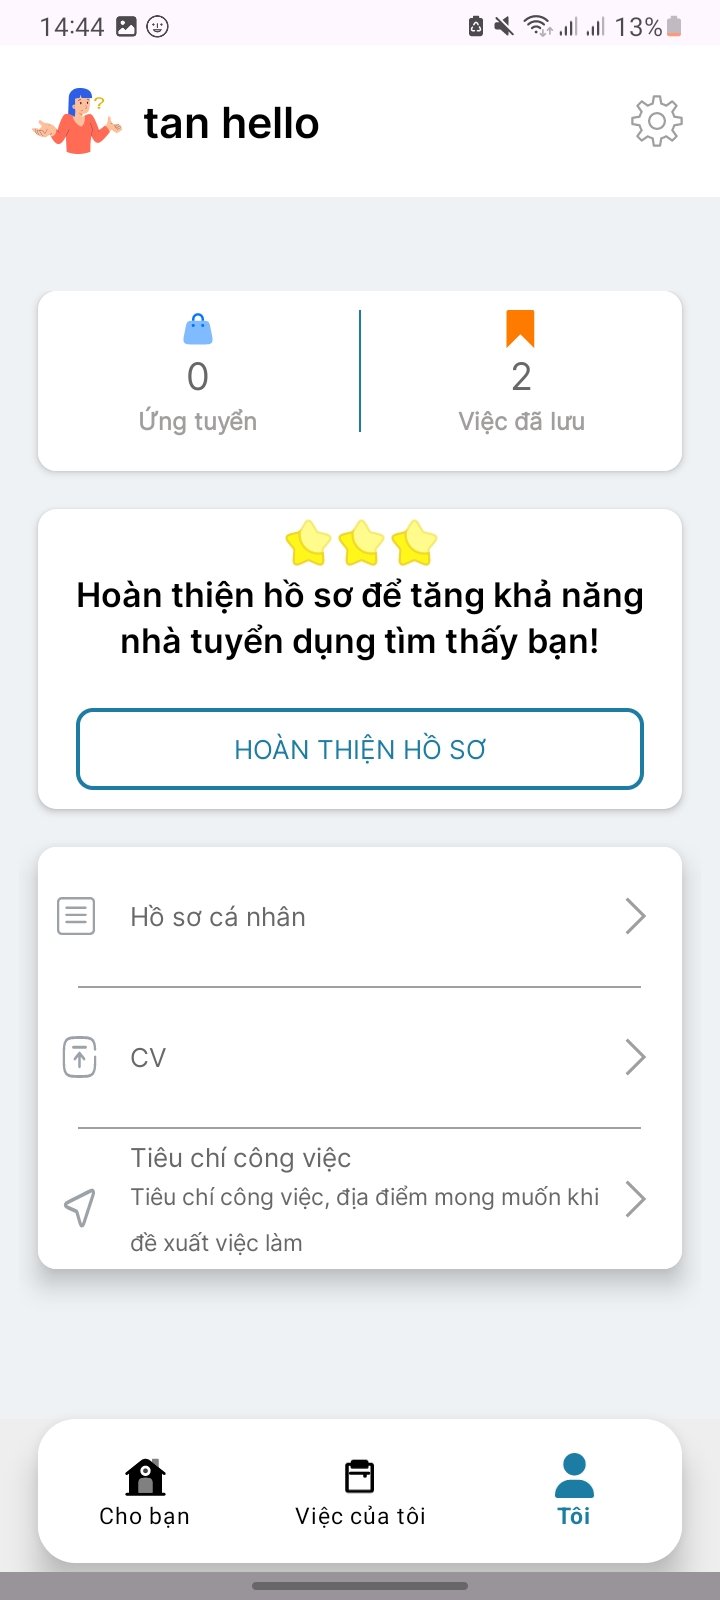 14:44
13%
tan hello
0
Ứng tuyển
2
Việc đã lưu
Hoàn thiện hồ sơ để tăng khả năng
nhà tuyển dụng tìm thấy bạn!
HOÀN THIỆN HỒ SƠ
Hồ sơ cá nhân
CV
Tiêu chí công việc
Tiêu chí công việc, địa điểm mong muốn khi
đề xuất việc làm
Cho bạn
Việc của tôi
Tôi